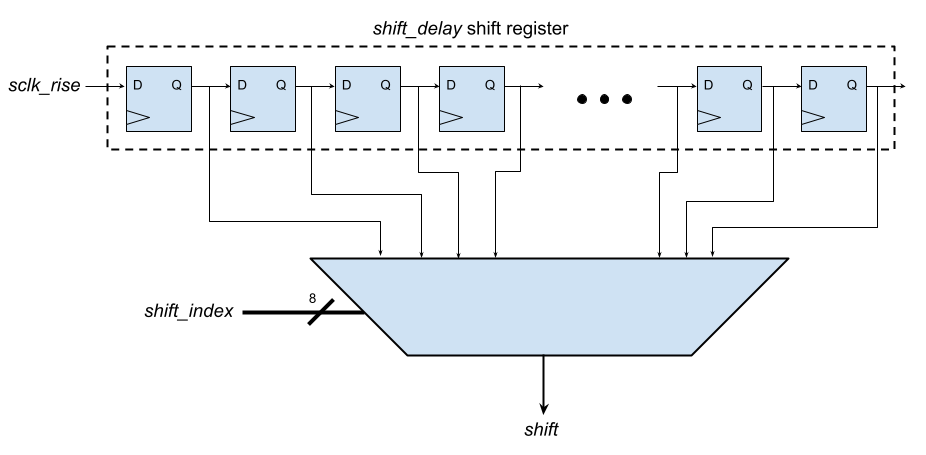 shift_delay shift register
sclk_rise
D Q D Q D Q D Q D Q D Q
8
shift_index
shift